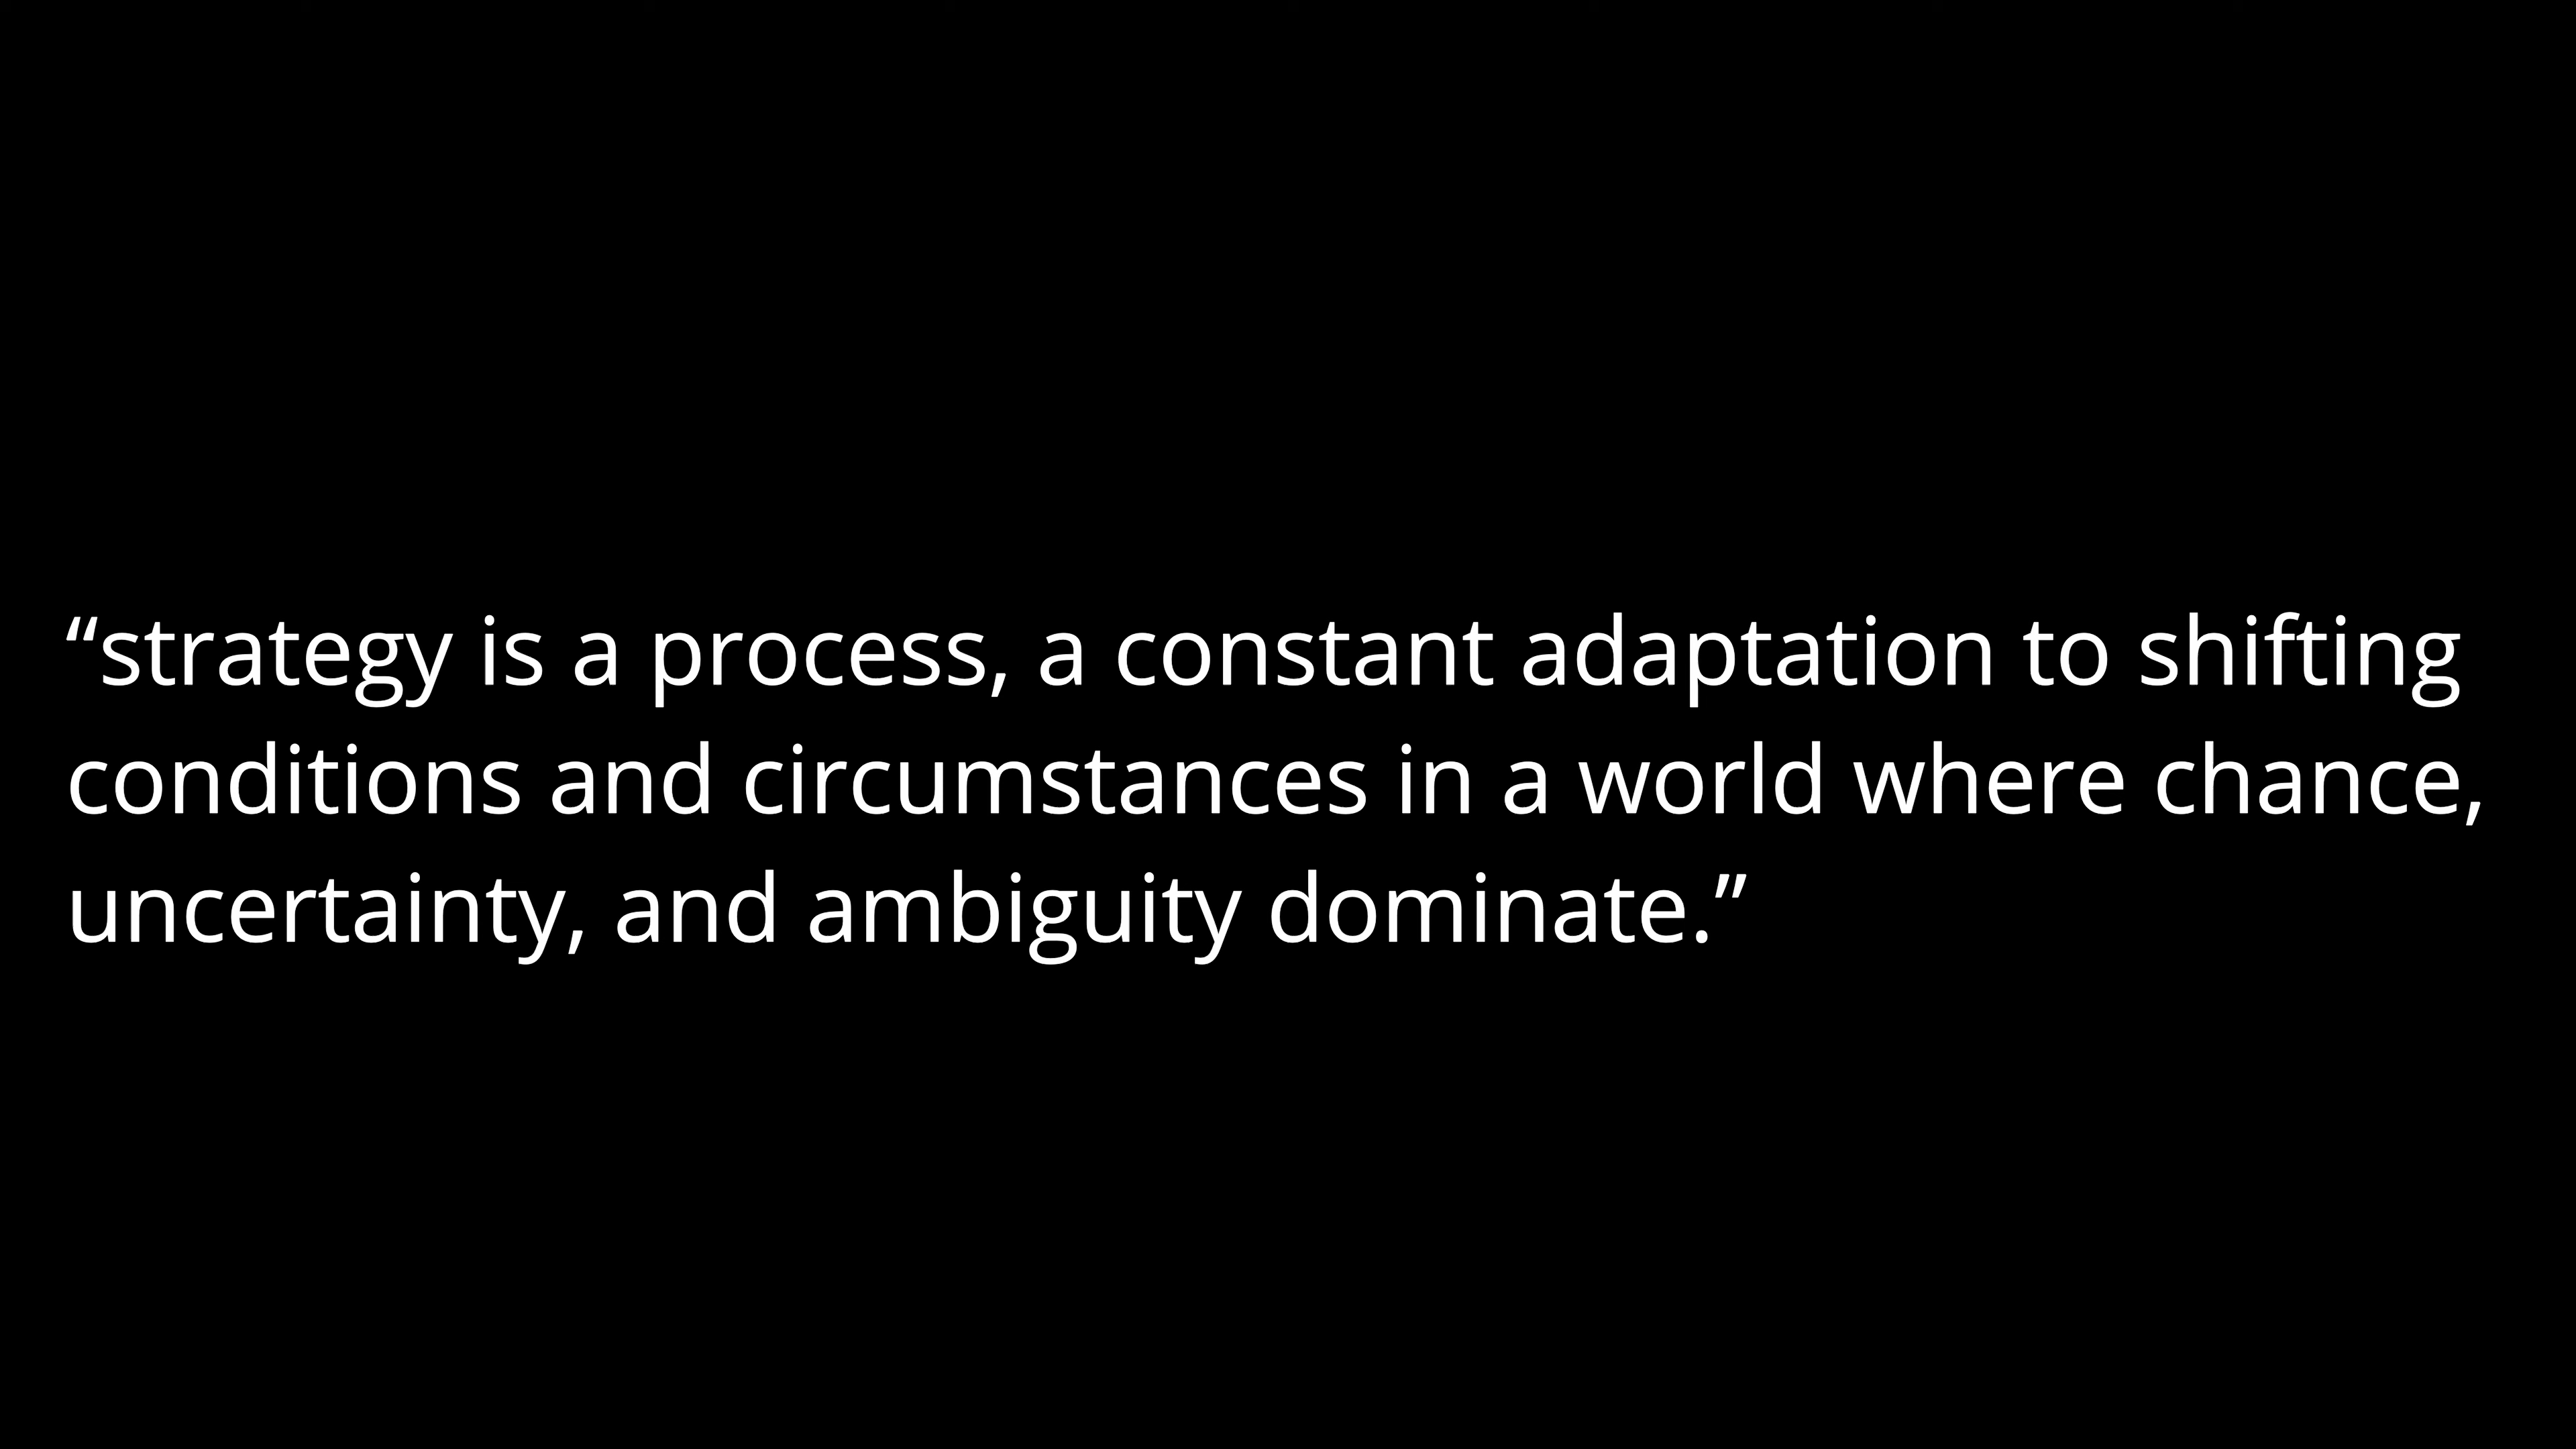 “strategy is a process, a constant adaptation to shifting
conditions and circumstances in a world where chance,
uncertainty, and ambiguity dominate.”